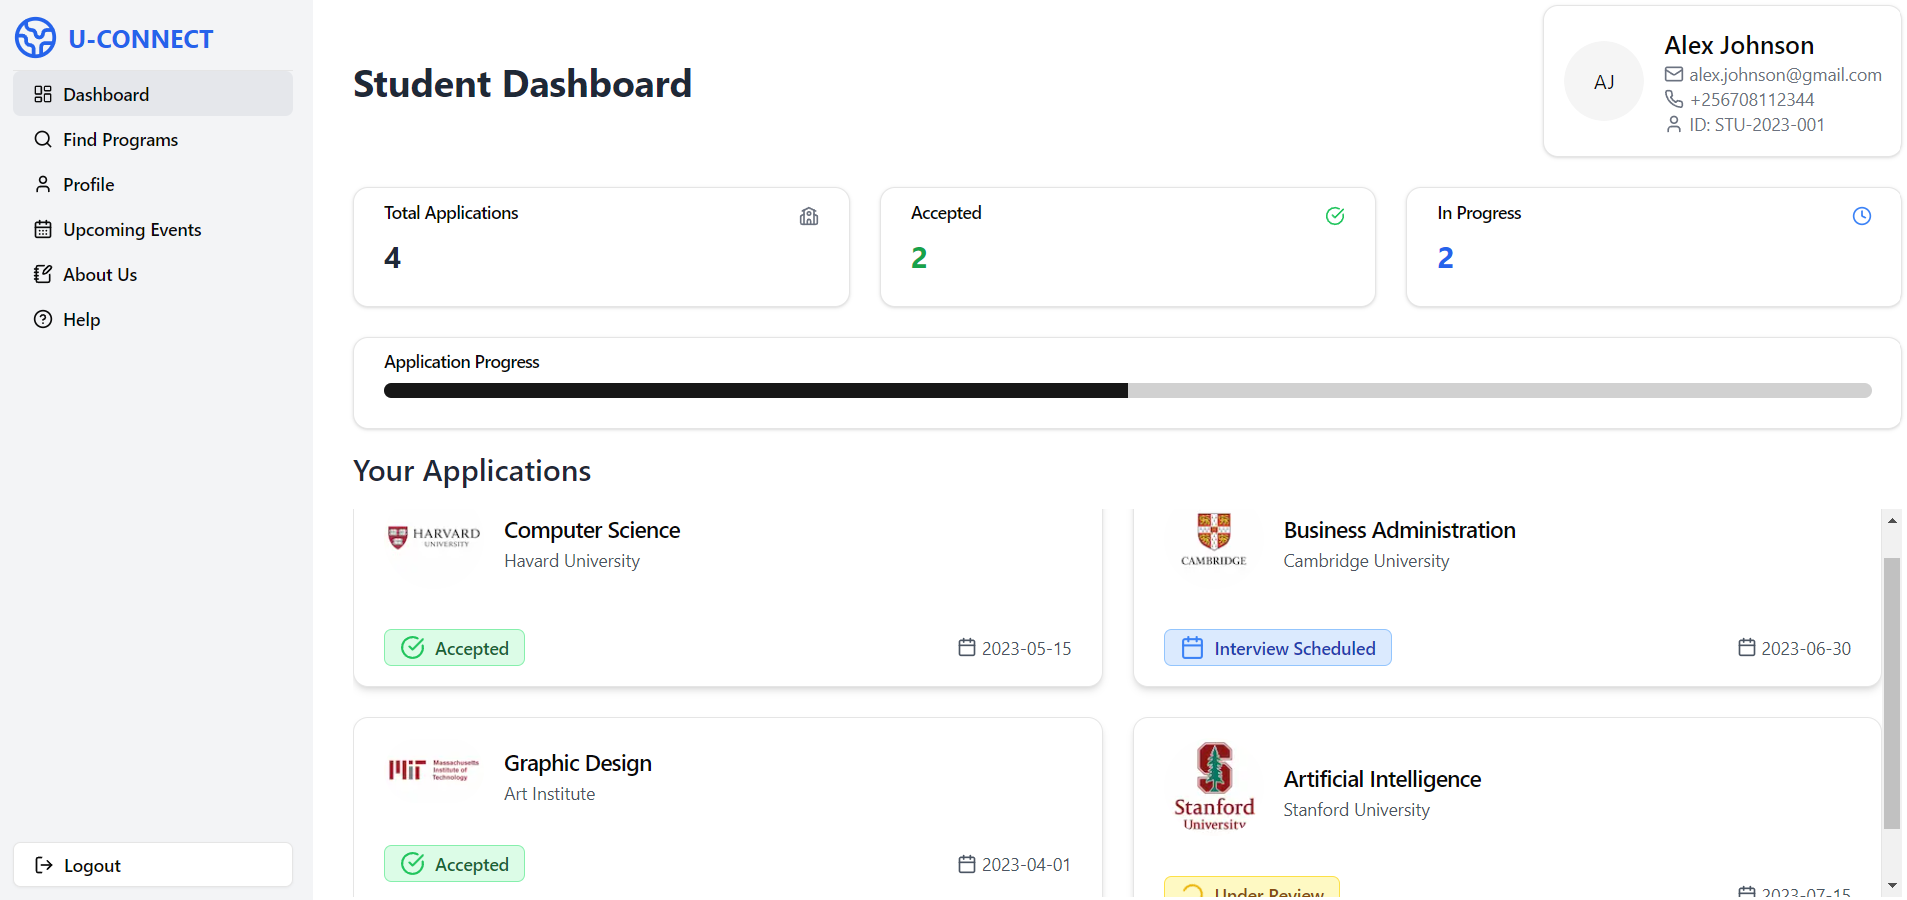 U-CONNECT
Dashboard
Find Programs
Profile
Upcoming Events
About Us
Help
Logout
Student Dashboard
AJ
Alex Johnson
alex.johnson@gmail.com
+256708112344
ID: STU-2023-001
Total Applications
4
Accepted
2
In Progress
2
Application Progress
Your Applications
HARVARD
UNIVERSITY
Computer Science
Havard University
Accepted
2023-05-15
CAMBRIDGE
Business Administration
Cambridge University
Interview Scheduled
2023-06-30
MIT
Massachusetts
Institute of
Technology
Graphic Design
Art Institute
Accepted
2023-04-01
S
Stanford
University
Artificial Intelligence
Stanford University
Under Review
2023-07-15